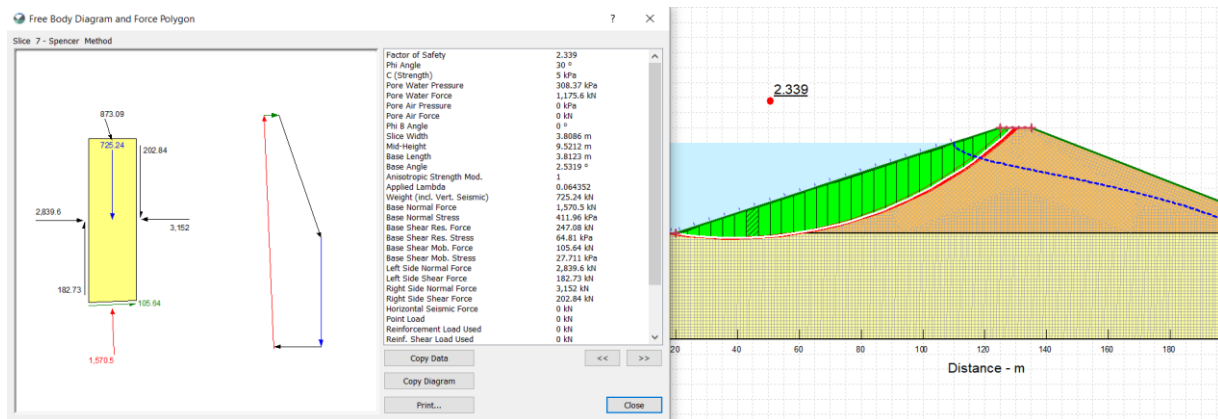 Free Body Diagram and Force Polygon
? ×
Slice 7 - Spencer Method
873.09
725.24
202.84
2,839.6
3,152
182.73
105.64
1,570.5
Factor of Safety 2.339
Phi Angle 30 °
C (Strength) 5 kPa
Pore Water Pressure 308.37 kPa
Pore Water Force 1,175.6 kN
Pore Air Pressure 0 kPa
Pore Air Force 0 kN
Phi B Angle 0 °
Slice Width 3.8086 m
Mid-Height 9.5212 m
Base Length 3.8123 m
Base Angle 2.5319 °
Anisotropic Strength Mod. 1
Applied Lambda 0.064352
Weight (incl. Vert. Seismic) 725.24 kN
Base Normal Force 1,570.5 kN
Base Normal Stress 411.96 kPa
Base Shear Res. Force 247.08 kN
Base Shear Res. Stress 64.81 kPa
Base Shear Mob. Force 105.64 kN
Base Shear Mob. Stress 27.711 kPa
Left Side Normal Force 2,839.6 kN
Left Side Shear Force 182.73 kN
Right Side Normal Force 3,152 kN
Right Side Shear Force 202.84 kN
Horizontal Seismic Force 0 kN
Point Load 0 kN
Reinforcement Load Used 0 kN
Reinf. Shear Load Used 0 kN
Copy Data
<< >>
Copy Diagram
Print...
Close
2.339
20 40 60 80 100 120 140 160 180
Distance - m